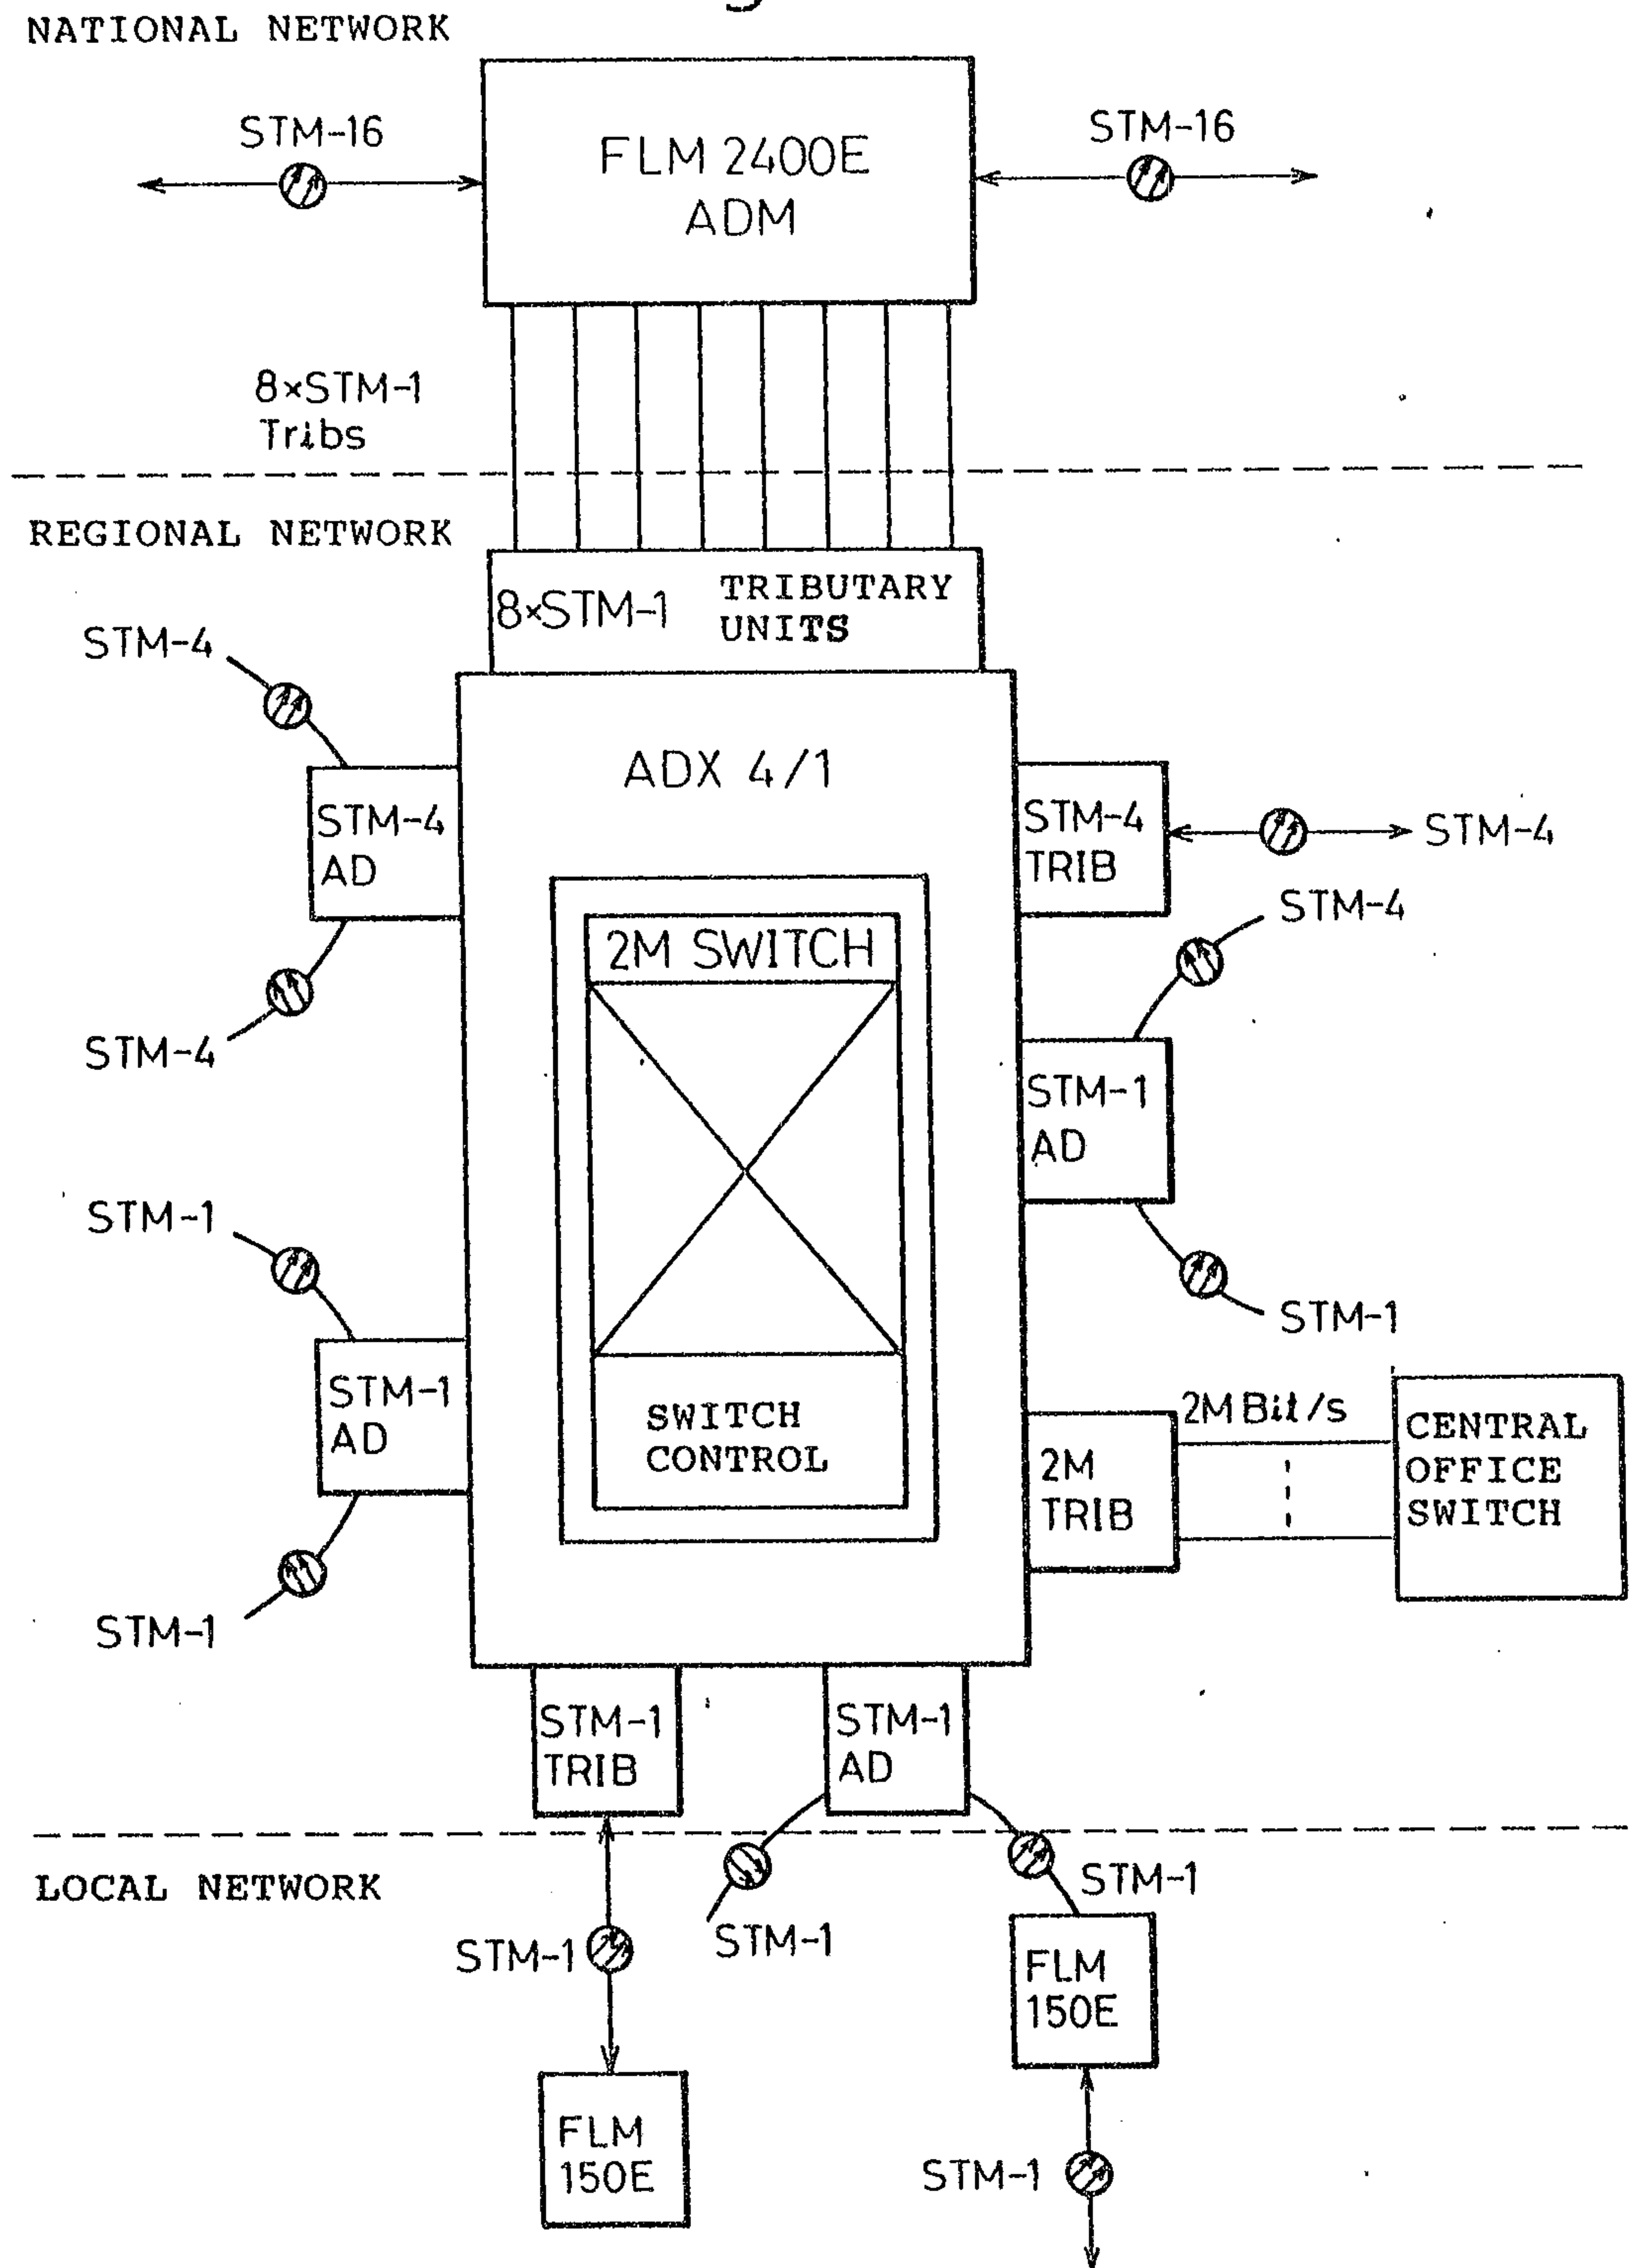 NATIONAL NETWORK
STM-16
FLM 2400E
ADM
STM-16
8×STM-1
Tribs
REGIONAL NETWORK
8×STM-1
TRIBUTARY
UNITS
STM-4
ADX 4/1
STM-4
AD
STM-4
TRIB
STM-4
STM-4
2M SWITCH
STM-4
STM-1
AD
STM-1
STM-1
STM-1
AD
SWITCH
CONTROL
2M Bit/s
2M
TRIB
CENTRAL
OFFICE
SWITCH
STM-1
STM-1
TRIB
STM-1
AD
LOCAL NETWORK
STM-1
STM-1
STM-1
FLM
150E
FLM
150E
STM-1